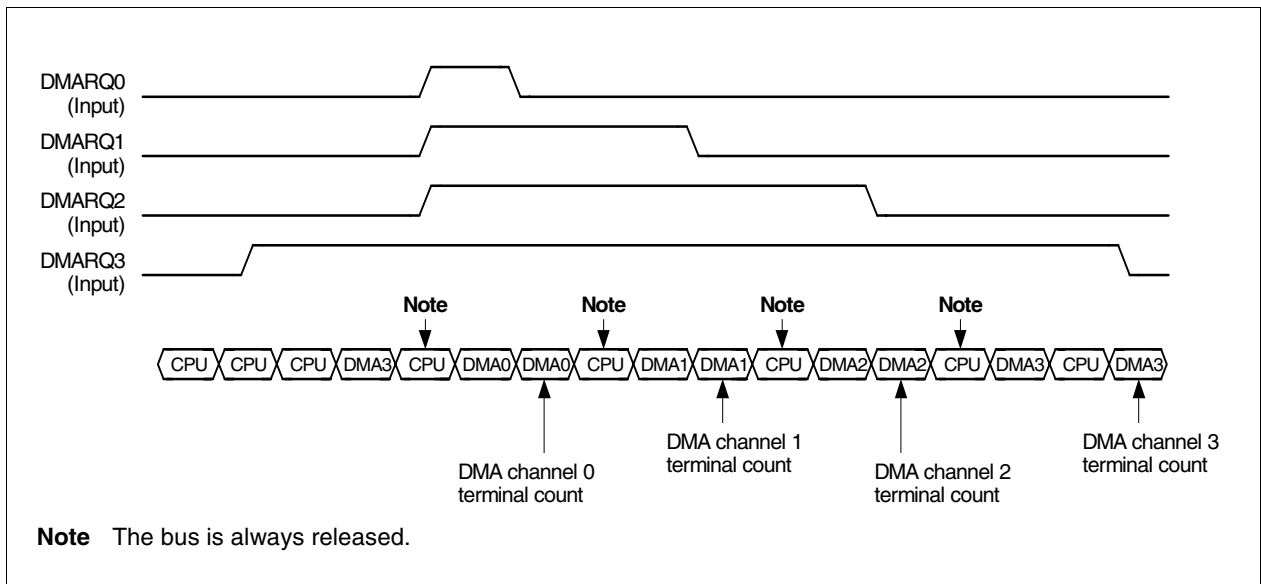 DMARQ0
(Input)
DMARQ1
(Input)
DMARQ2
(Input)
DMARQ3
(Input)
Note Note Note Note
CPU CPU CPU DMA3 CPU DMA0 DMA0 CPU DMA1 DMA1 CPU DMA2 DMA2 CPU DMA3 CPU DMA3
DMA channel 0
terminal count
DMA channel 1
terminal count
DMA channel 2
terminal count
DMA channel 3
terminal count
Note The bus is always released.